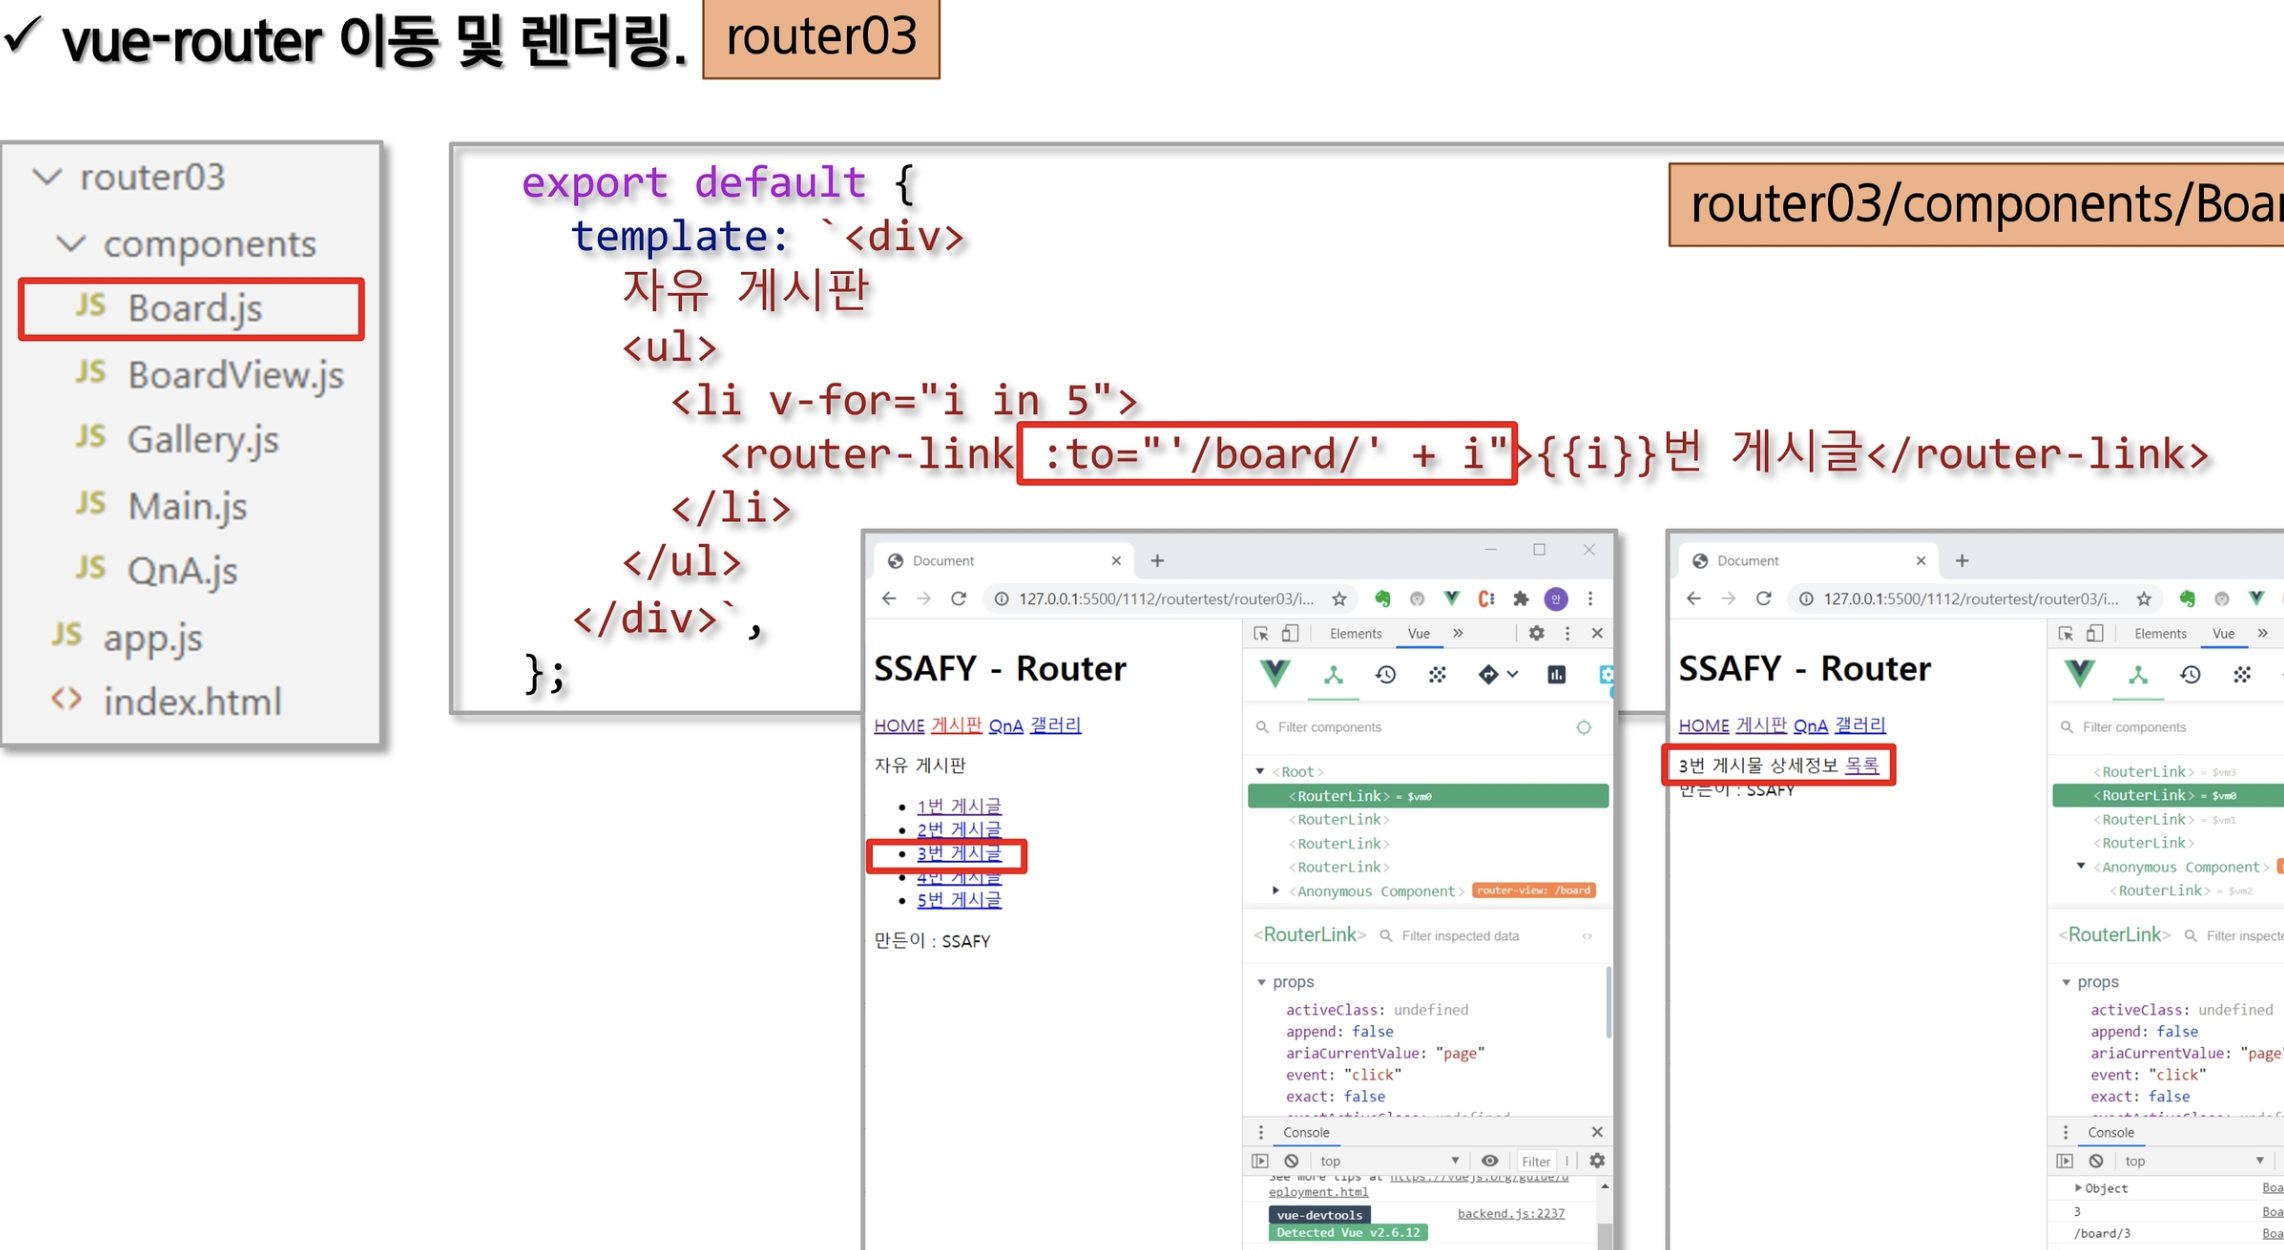 ✓ vue-router 이동 및 렌더링. router03
router03
components
JS Board.js
JS BoardView.js
JS Gallery.js
JS Main.js
JS QnA.js
JS app.js
<> index.html
router03/components/Boar
export default {
template: `<div>
자유 게시판
<ul>
<li v-for="i in 5">
<router-link :to="'/board/' + i">{{i}}번 게시글</router-link>
</li>
</ul>
</div>`,
};
Document
127.0.0.1:5500/1112/routertest/router03/i...
안
SSAFY - Router
HOME 게시판 QnA 갤러리
자유 게시판
1번 게시글
2번 게시글
3번 게시글
4번 게시글
5번 게시글
만든이 : SSAFY
Elements Vue
Filter components
<Root>
<RouterLink> = $vm0
<RouterLink>
<RouterLink>
<RouterLink>
<Anonymous Component> router-view: /board
<RouterLink> Filter inspected data
props
activeClass: undefined
append: false
ariaCurrentValue: "page"
event: "click"
exact: false
exactActiveClass: undefined
Console
top Filter
See more tips at https://vuejs.org/guide/d
eployment.html
vue-devtools backend.js:2237
Detected Vue v2.6.12
Document
127.0.0.1:5500/1112/routertest/router03/i...
SSAFY - Router
HOME 게시판 QnA 갤러리
3번 게시물 상세정보 목록
만든이 : SSAFY
Elements Vue
Filter components
<RouterLink> = $vm3
<RouterLink> = $vm0
<RouterLink> = $vm1
<RouterLink>
<Anonymous Component>
<RouterLink> = $vm2
<RouterLink> Filter inspecte
props
activeClass: undefined
append: false
ariaCurrentValue: "page
event: "click"
exact: false
Console
top
Object Boa
3 Boa
/board/3 Boa